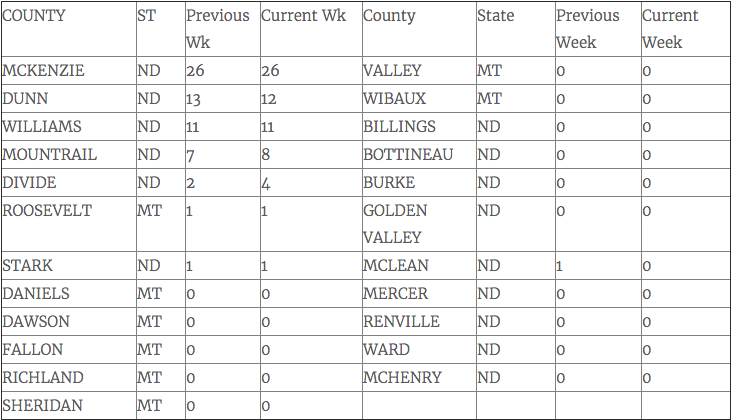 COUNTY ST Previous Wk Current Wk County State Previous Week Current Week
MCKENZIE ND 26 26 VALLEY MT 0 0
DUNN ND 13 12 WIBAUX MT 0 0
WILLIAMS ND 11 11 BILLINGS ND 0 0
MOUNTRAIL ND 7 8 BOTTINEAU ND 0 0
DIVIDE ND 2 4 BURKE ND 0 0
ROOSEVELT MT 1 1 GOLDEN VALLEY ND 0 0
STARK ND 1 1 MCLEAN ND 1 0
DANIELS MT 0 0 MERCER ND 0 0
DAWSON MT 0 0 RENVILLE ND 0 0
FALLON MT 0 0 WARD ND 0 0
RICHLAND MT 0 0 MCHENRY ND 0 0
SHERIDAN MT 0 0